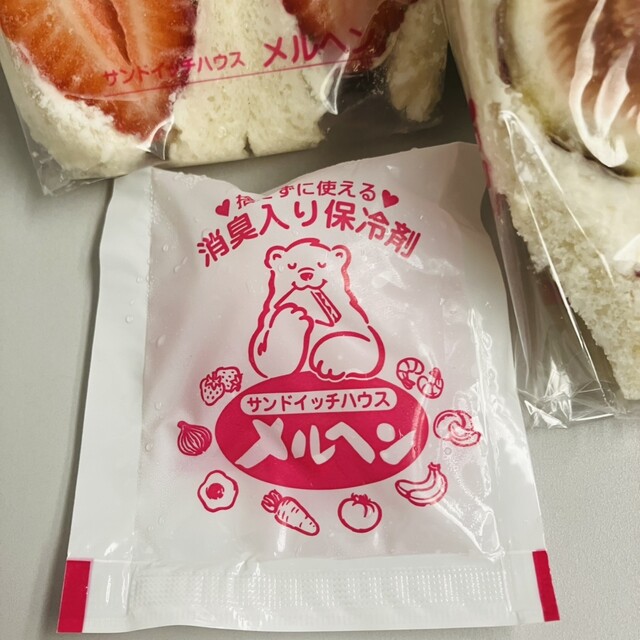 サンドイッチハウス メルヘン
捨てずに使える
消臭入り保冷剤
サンドイッチハウス
メルヘン